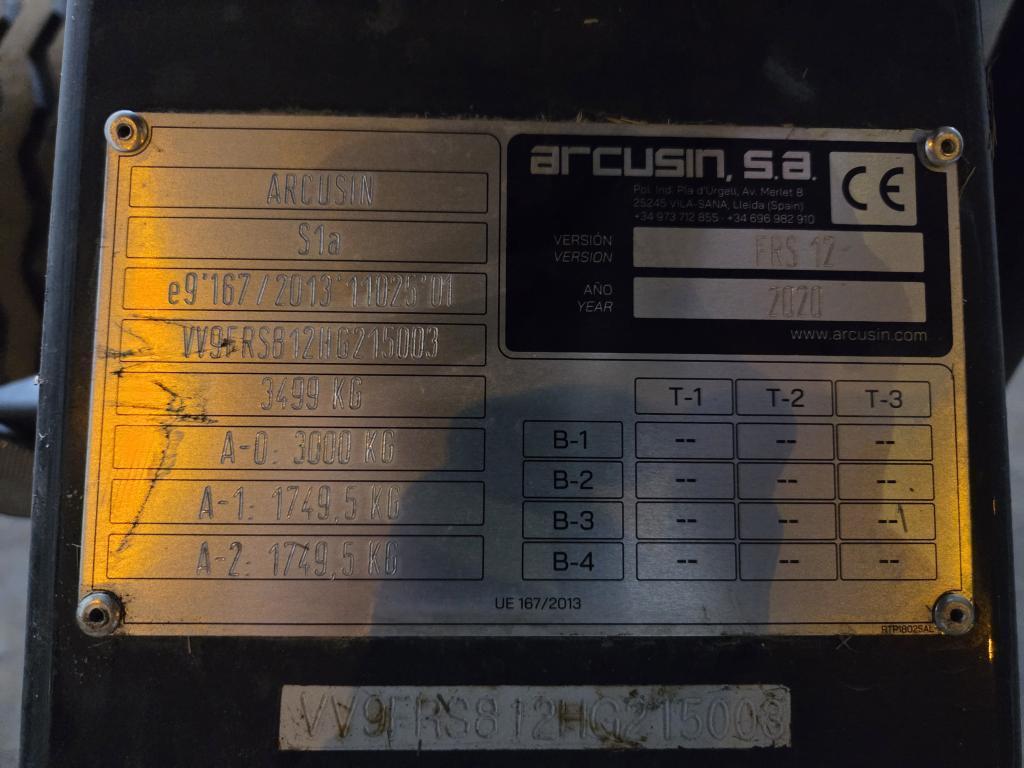 ARCUSIN
S1a
e9*167/2013*11025*01
VV9FRS812HG215003
3499 KG
A-0: 3000 KG
A-1: 1749,5 KG
A-2: 1749,5 KG
arcusin, s.a.
Pol. Ind. Pla d'Urgell, Av. Merlet 8
25245 VILA-SANA, Lleida (Spain)
+34 973 712 855 · +34 696 982 910
CE
VERSIÓN
VERSION
FRS 12
AÑO
YEAR
2020
www.arcusin.com
T-1 T-2 T-3
B-1 -- -- --
B-2 -- -- --
B-3 -- -- --
B-4 -- -- --
UE 167/2013
RTP18025AE
VV9FRS812HG215003